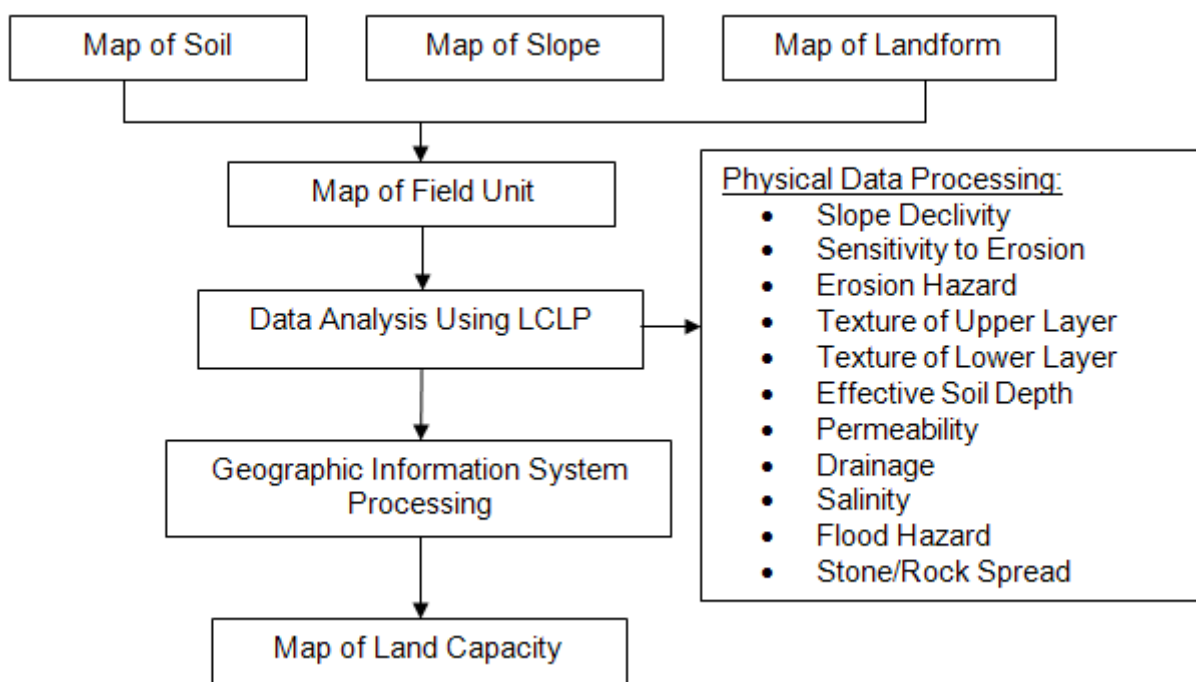 Map of Soil
Map of Slope
Map of Landform
Map of Field Unit
Data Analysis Using LCLP
Geographic Information System
Processing
Map of Land Capacity
Physical Data Processing:
• Slope Declivity
• Sensitivity to Erosion
• Erosion Hazard
• Texture of Upper Layer
• Texture of Lower Layer
• Effective Soil Depth
• Permeability
• Drainage
• Salinity
• Flood Hazard
• Stone/Rock Spread